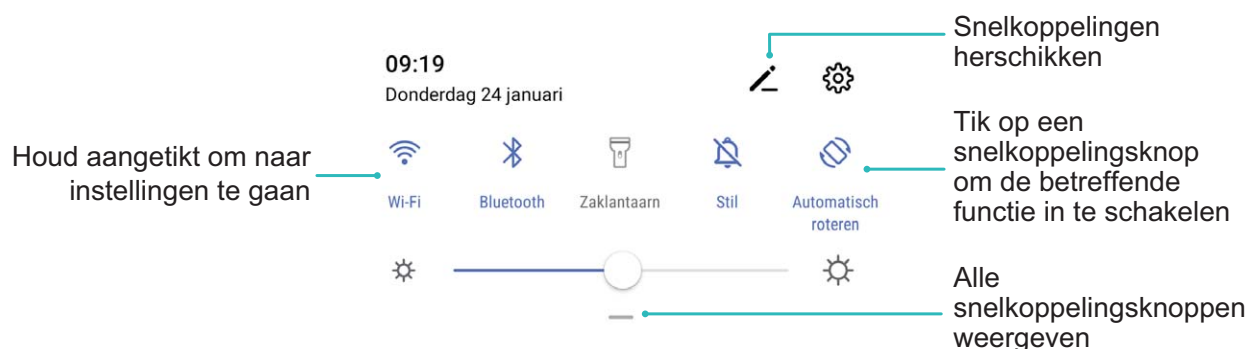 Snelkoppelingen
herschikken
09:19
Donderdag 24 januari
Houd aangetikt om naar
instellingen te gaan
Tik op een
snelkoppelingsknop
om de betreffende
functie in te schakelen
Wi-Fi
Bluetooth
Zaklantaarn
Stil
Automatisch
roteren
Alle
snelkoppelingsknoppen
weergeven